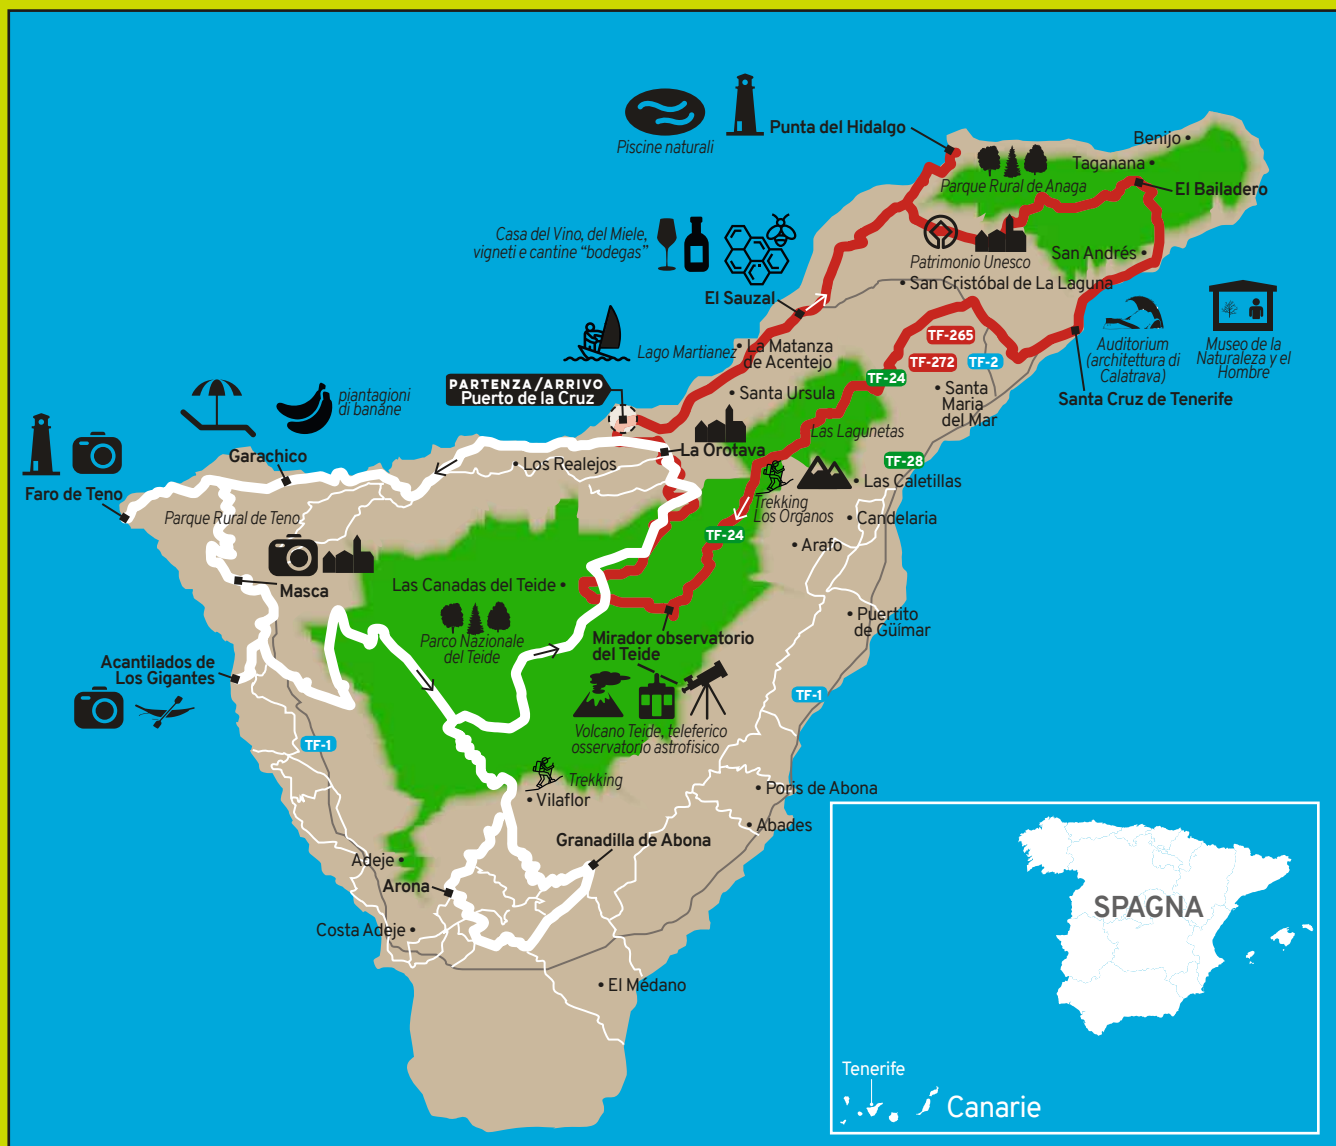 Punta del Hidalgo
Piscine naturali
Benijo
Taganana
Parque Rural de Anaga
El Bailadero
Casa del Vino, del Miele,
vigneti e cantine “bodegas”
Patrimonio Unesco
San Andrés
San Cristóbal de La Laguna
El Sauzal
Auditorium
(architettura di
Calatrava)
Museo de la
Naturaleza y el
Hombre
Lago Martianez
La Matanza
de Acentejo
TF-265
TF-272
TF-2
TF-24
PARTENZA/ARRIVO
Puerto de la Cruz
Santa Ursula
Santa
Maria
del Mar
Santa Cruz de Tenerife
piantagioni
di banane
Las Lagunetas
Garachico
La Orotava
Los Realejos
TF-28
Las Caletillas
Faro de Teno
Parque Rural de Teno
Trekking
Los Organos
Candelaria
TF-24
Arafo
Masca
Las Canadas del Teide
Parco Nazionale
del Teide
Mirador observatorio
del Teide
Puertito
de Güímar
Acantilados de
Los Gigantes
TF-1
TF-1
Volcano Teide, teleferico
osservatorio astrofisico
Trekking
Vilaflor
Poris de Abona
Abades
Granadilla de Abona
Adeje
Arona
Costa Adeje
El Médano
SPAGNA
Tenerife
Canarie